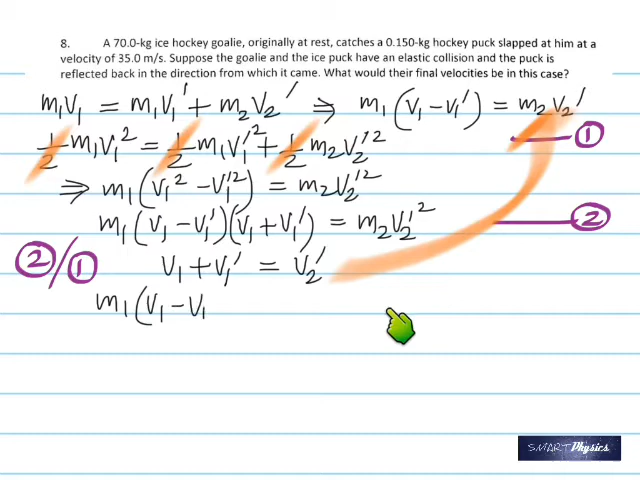 8. A 70.0-kg ice hockey goalie, originally at rest, catches a 0.150-kg hockey puck slapped at him at a
velocity of 35.0 m/s. Suppose the goalie and the ice puck have an elastic collision and the puck is
reflected back in the direction from which it came. What would their final velocities be in this case?
m₁v₁ = m₁v₁' + m₂v₂' ⇒ m₁(v₁ − v₁') = m₂v₂' ①
½ m₁v₁² = ½ m₁v₁'² + ½ m₂v₂'²
⇒ m₁(v₁² − v₁'²) = m₂v₂'²
m₁(v₁ − v₁')(v₁ + v₁') = m₂v₂'² ②
②/① v₁ + v₁' = v₂'
m₁(v₁ − v₁
SMART Physics